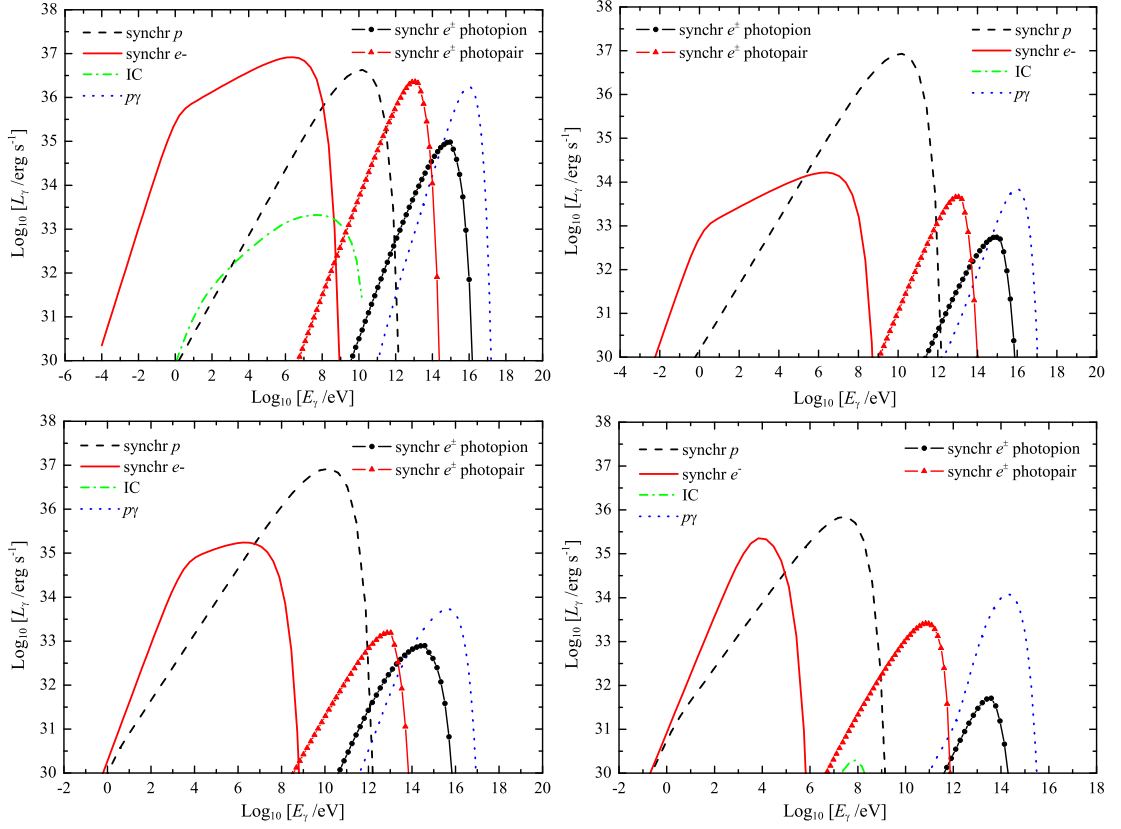 synchr p
synchr e-
IC
pγ
synchr e± photopion
synchr e± photopair
38
37
36
35
34
33
32
31
30
Log10 [Lγ /erg s-1]
-6 -4 -2 0 2 4 6 8 10 12 14 16 18 20
Log10 [Eγ /eV]
synchr e± photopion
synchr e± photopair
synchr p
synchr e-
IC
pγ
38
37
36
35
34
33
32
31
30
Log10 [Lγ /erg s-1]
-4 -2 0 2 4 6 8 10 12 14 16 18 20
Log10 [Eγ /eV]
synchr p
synchr e-
IC
pγ
synchr e± photopion
synchr e± photopair
38
37
36
35
34
33
32
31
30
Log10 [Lγ /erg s-1]
-2 0 2 4 6 8 10 12 14 16 18 20
Log10 [Eγ /eV]
synchr p
synchr e-
IC
pγ
synchr e± photopion
synchr e± photopair
38
37
36
35
34
33
32
31
30
Log10 [Lγ /erg s-1]
-2 0 2 4 6 8 10 12 14 16 18
Log10 [Eγ /eV]